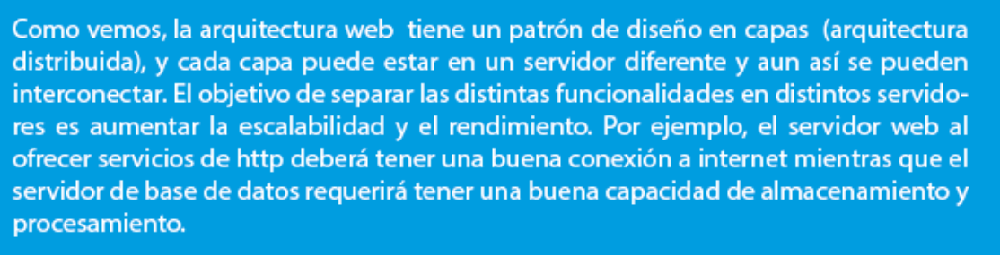 Como vemos, la arquitectura web  tiene un patrón de diseño en capas  (arquitectura
distribuida), y cada capa puede estar en un servidor diferente y aun así se pueden
interconectar. El objetivo de separar las distintas funcionalidades en distintos servido-
res es aumentar la escalabilidad y el rendimiento. Por ejemplo, el servidor web al
ofrecer servicios de http deberá tener una buena conexión a internet mientras que el
servidor de base de datos requerirá tener una buena capacidad de almacenamiento y
procesamiento.